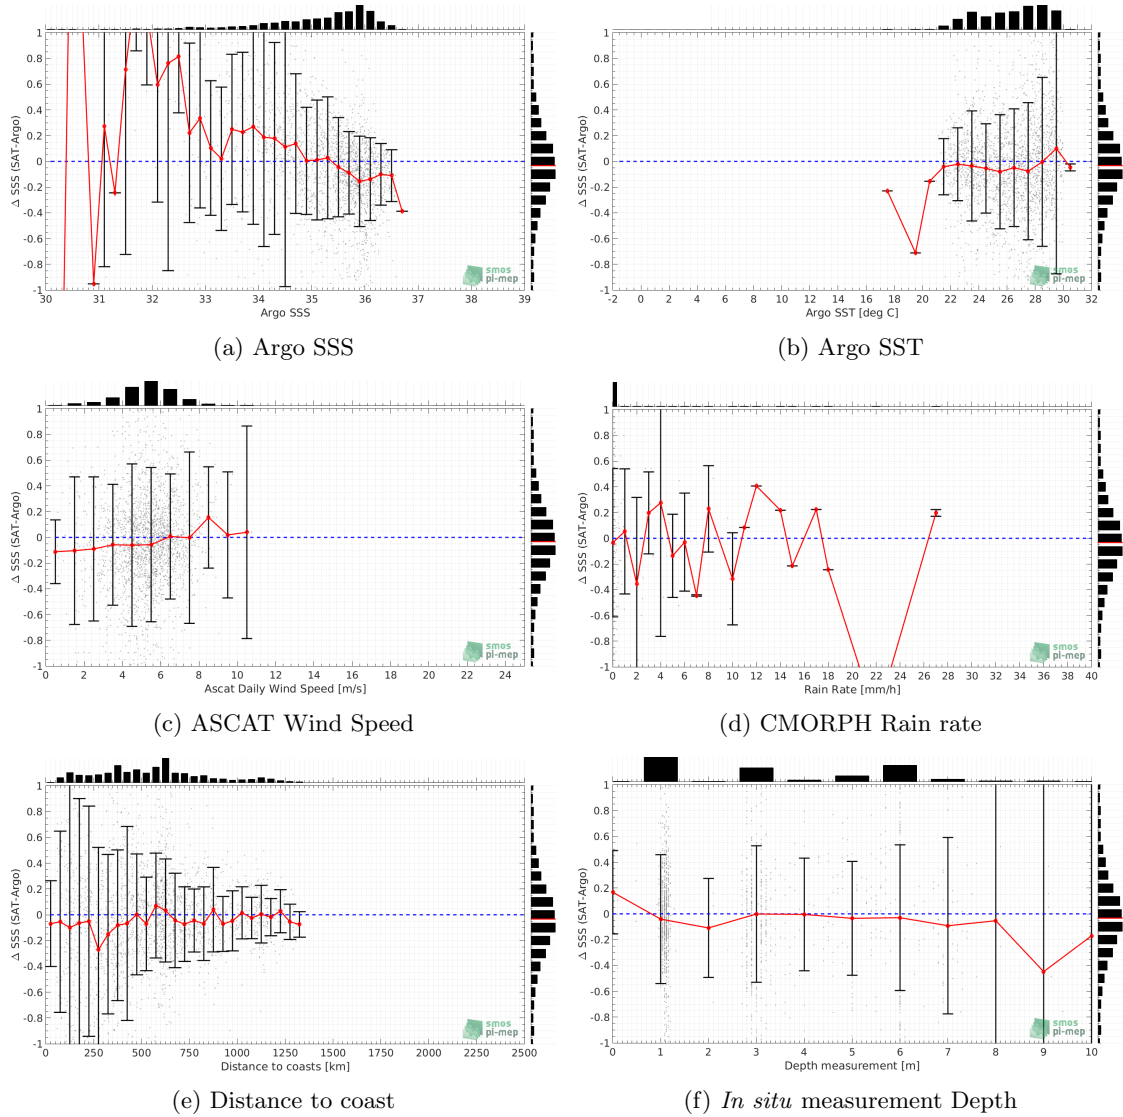 1
0.8
0.6
0.4
0.2
0
-0.2
-0.4
-0.6
-0.8
-1
Δ SSS (SAT-Argo)
30 31 32 33 34 35 36 37 38 39
Argo SSS
smos
pi-mep
(a) Argo SSS
1
0.8
0.6
0.4
0.2
0
-0.2
-0.4
-0.6
-0.8
-1
Δ SSS (SAT-Argo)
-2 0 2 4 6 8 10 12 14 16 18 20 22 24 26 28 30 32
Argo SST [deg C]
smos
pi-mep
(b) Argo SST
1
0.8
0.6
0.4
0.2
0
-0.2
-0.4
-0.6
-0.8
-1
Δ SSS (SAT-Argo)
0 2 4 6 8 10 12 14 16 18 20 22 24
Ascat Daily Wind Speed [m/s]
smos
pi-mep
(c) ASCAT Wind Speed
1
0.8
0.6
0.4
0.2
0
-0.2
-0.4
-0.6
-0.8
-1
Δ SSS (SAT-Argo)
0 2 4 6 8 10 12 14 16 18 20 22 24 26 28 30 32 34 36 38 40
Rain Rate [mm/h]
smos
pi-mep
(d) CMORPH Rain rate
1
0.8
0.6
0.4
0.2
0
-0.2
-0.4
-0.6
-0.8
-1
Δ SSS (SAT-Argo)
0 250 500 750 1000 1250 1500 1750 2000 2250 2500
Distance to coasts [km]
smos
pi-mep
(e) Distance to coast
1
0.8
0.6
0.4
0.2
0
-0.2
-0.4
-0.6
-0.8
-1
Δ SSS (SAT-Argo)
0 1 2 3 4 5 6 7 8 9 10
Depth measurement [m]
smos
pi-mep
(f) In situ measurement Depth